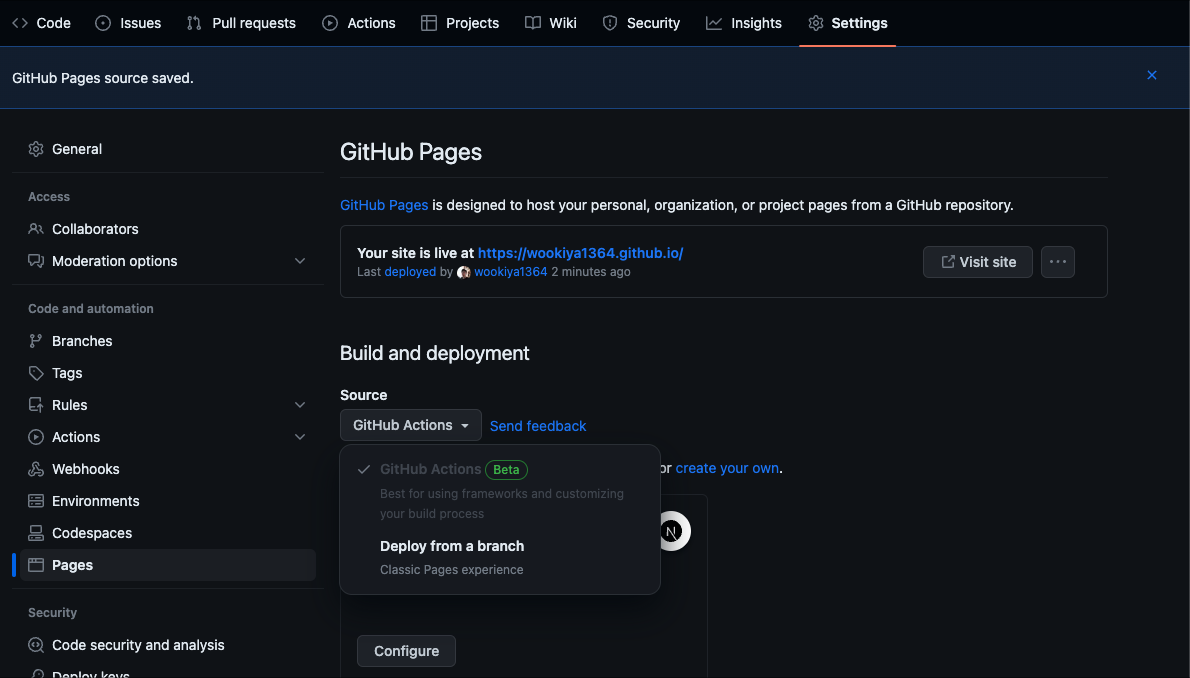 Code Issues Pull requests Actions Projects Wiki Security Insights Settings
GitHub Pages source saved.
General
Access
Collaborators
Moderation options
Code and automation
Branches
Tags
Rules
Actions
Webhooks
Environments
Codespaces
Pages
Security
Code security and analysis
Deploy keys
GitHub Pages
GitHub Pages is designed to host your personal, organization, or project pages from a GitHub repository.
Your site is live at https://wookiya1364.github.io/
Last deployed by wookiya1364 2 minutes ago
Visit site
Build and deployment
Source
GitHub Actions Send feedback
GitHub Actions Beta
Best for using frameworks and customizing
your build process
Deploy from a branch
Classic Pages experience
or create your own.
N
Configure